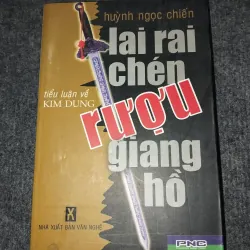 huỳnh ngọc chiến
lai rai
chén
rượu
giang
hồ
tiểu luận về
KIM DUNG
NHÀ XUẤT BẢN VĂN NGHỆ
PNC